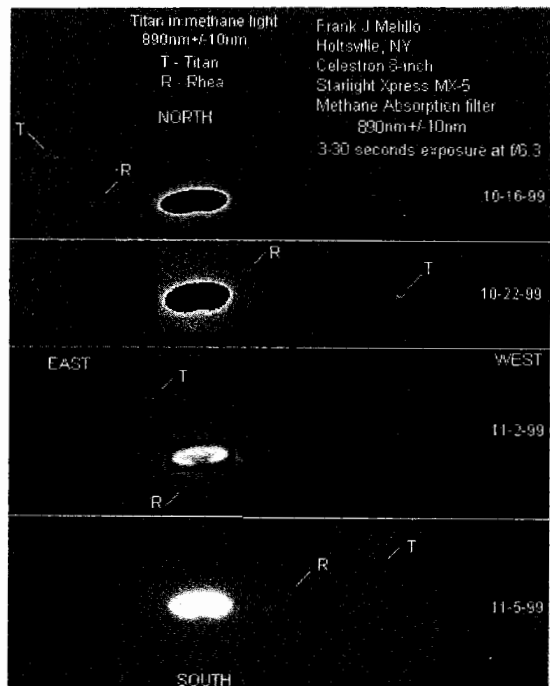 Titan in methane light
890nm+/-10nm
T - Titan
R - Rhea
NORTH
Frank J Melillo
Holtsville, NY
Celestron 8-inch
Starlight Xpress MX-5
Methane Absorption filter
890nm+/-10nm
3-30 seconds exposure at f/6.3
T
R
10-16-99
R
T
10-22-99
EAST
WEST
T
11-2-99
R
T
R
11-5-99
SOUTH